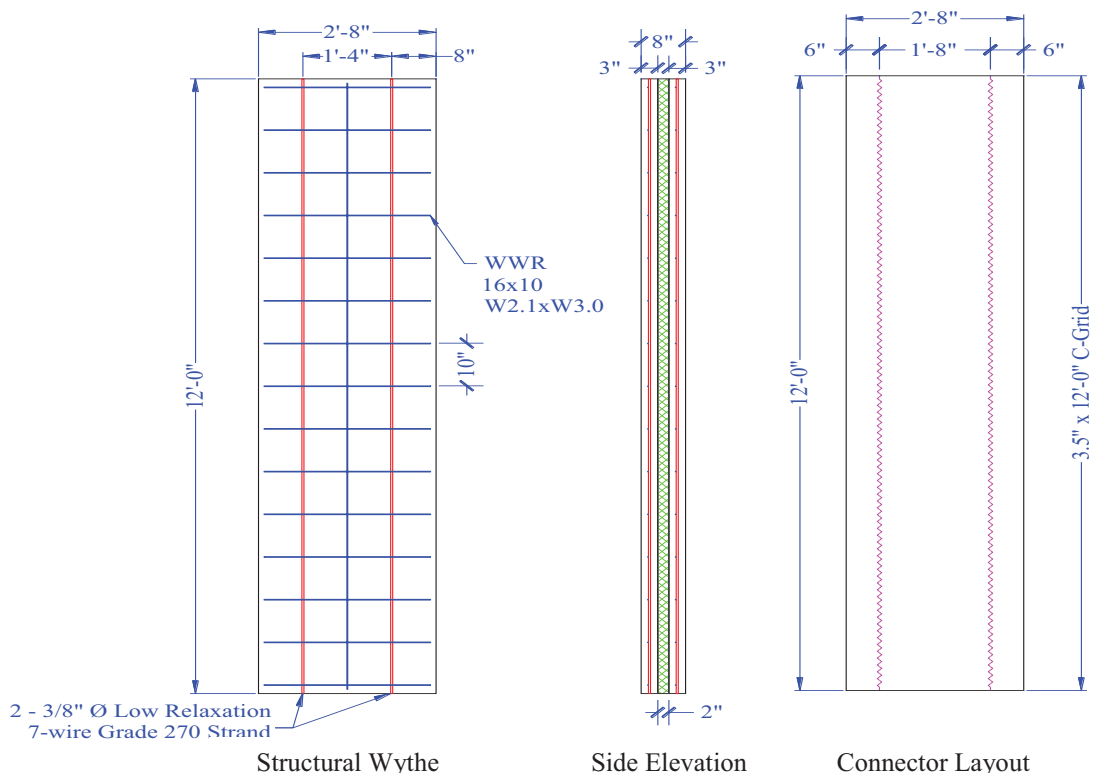 2'-8"
1'-4"
8"
12'-0"
WWR
16x10
W2.1xW3.0
10"
2 - 3/8" Ø Low Relaxation
7-wire Grade 270 Strand
Structural Wythe
8"
3"
3"
2"
Side Elevation
2'-8"
6"
1'-8"
6"
12'-0"
3.5" x 12'-0" C-Grid
Connector Layout